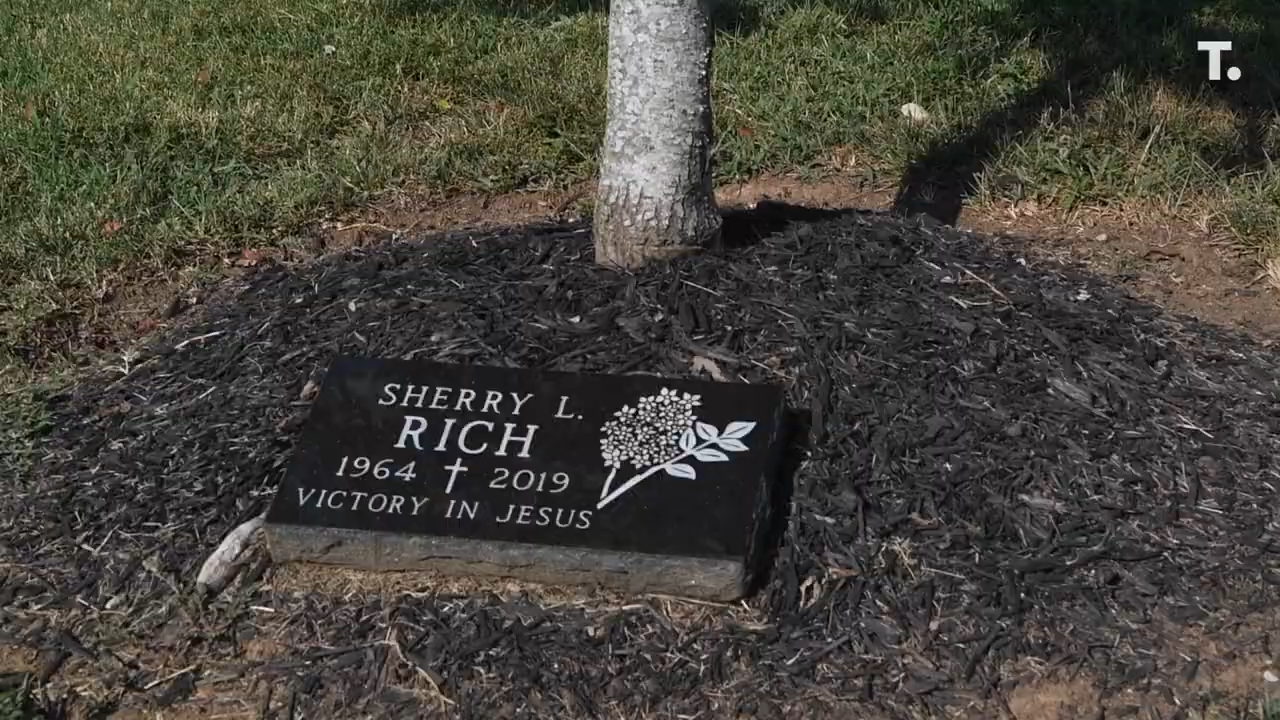 T.
SHERRY L.
RICH
1964 † 2019
VICTORY IN JESUS